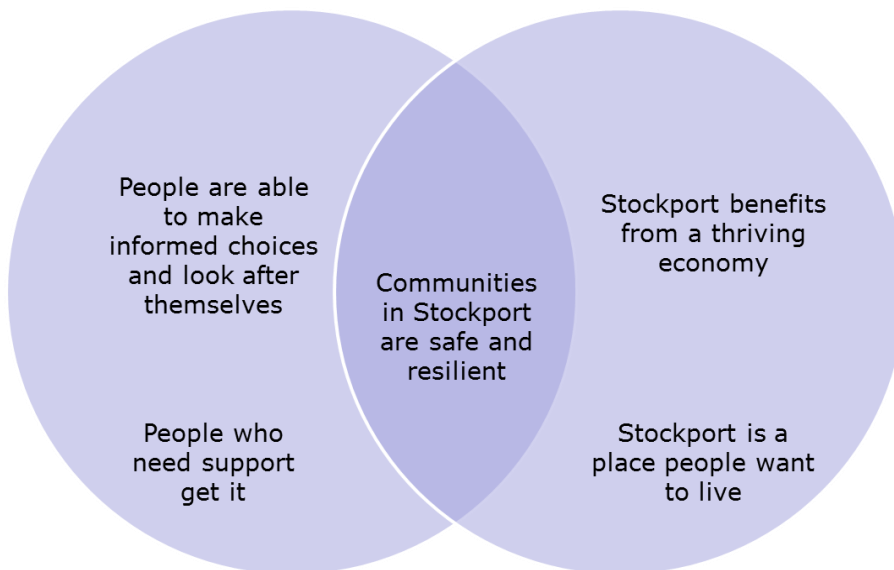 People are able
to make
informed choices
and look after
themselves
People who
need support
get it
Communities
in Stockport
are safe and
resilient
Stockport benefits
from a thriving
economy
Stockport is a
place people want
to live